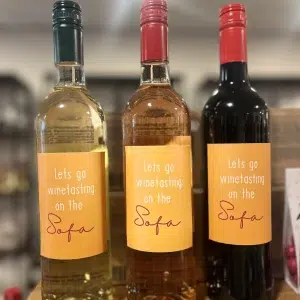 Lets go
winetasting
on the
Sofa
Lets go
winetasting
on the
Sofa
Lets go
winetasting
on the
Sofa